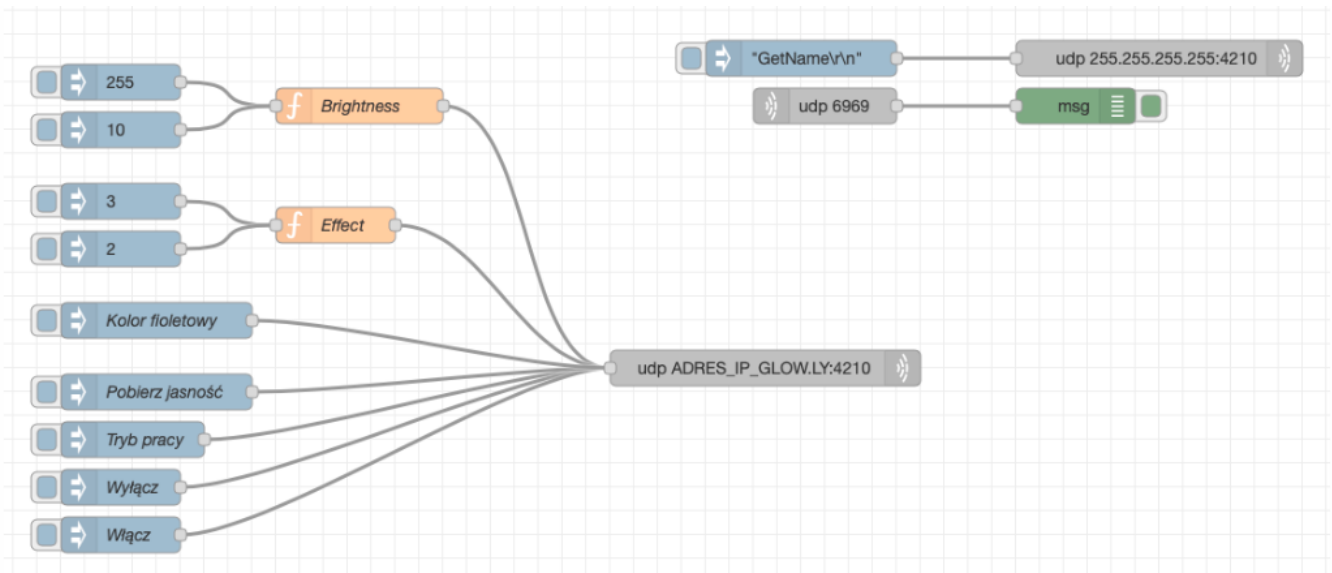 255
10
Brightness
3
2
Effect
Kolor fioletowy
Pobierz jasność
Tryb pracy
Wyłącz
Włącz
udp ADRES_IP_GLOW.LY:4210
"GetName\r\n"
udp 255.255.255.255:4210
udp 6969
msg